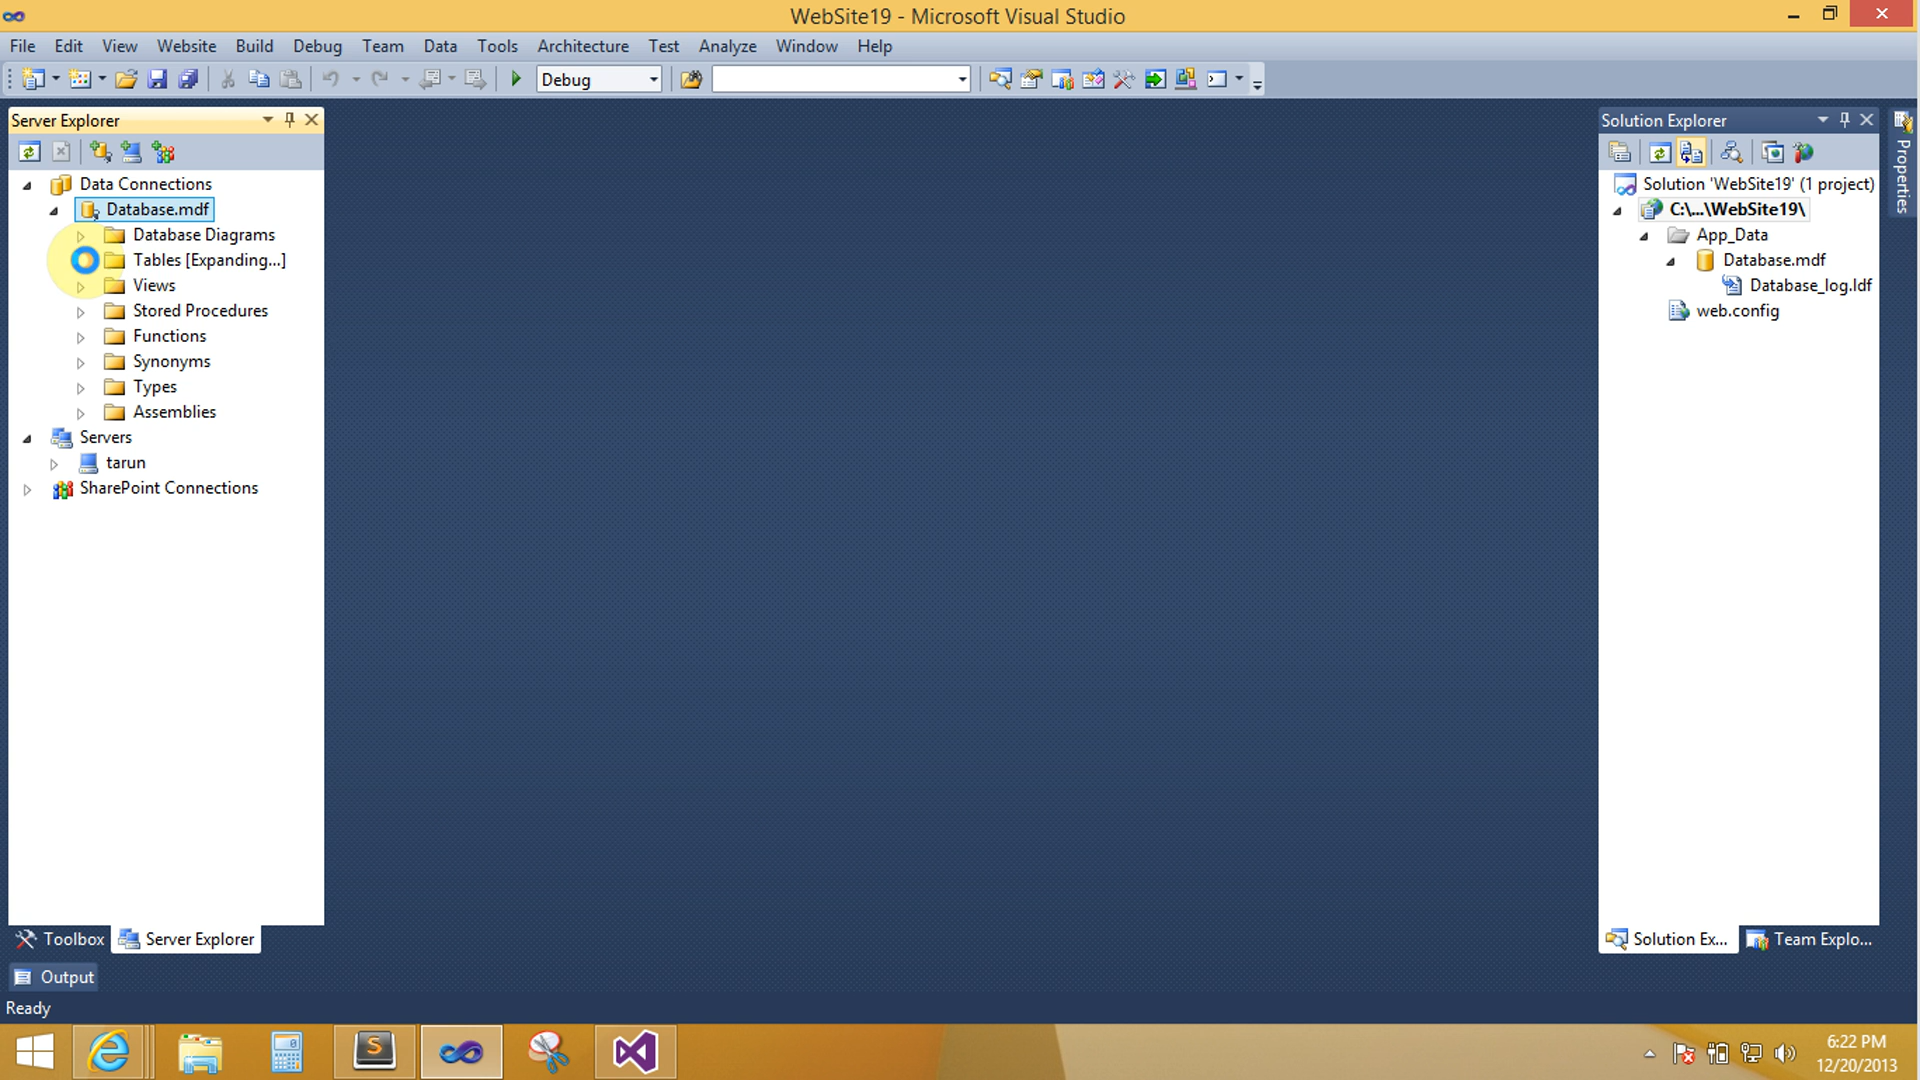 WebSite19 - Microsoft Visual Studio
File Edit View Website Build Debug Team Data Tools Architecture Test Analyze Window Help
Debug
Server Explorer
Data Connections
Database.mdf
Database Diagrams
Tables [Expanding...]
Views
Stored Procedures
Functions
Synonyms
Types
Assemblies
Servers
tarun
SharePoint Connections
Toolbox
Server Explorer
Solution Explorer
Solution 'WebSite19' (1 project)
C:\...\WebSite19\
App_Data
Database.mdf
Database_log.ldf
web.config
Solution Ex...
Team Explo...
Properties
Output
Ready
6:22 PM
12/20/2013